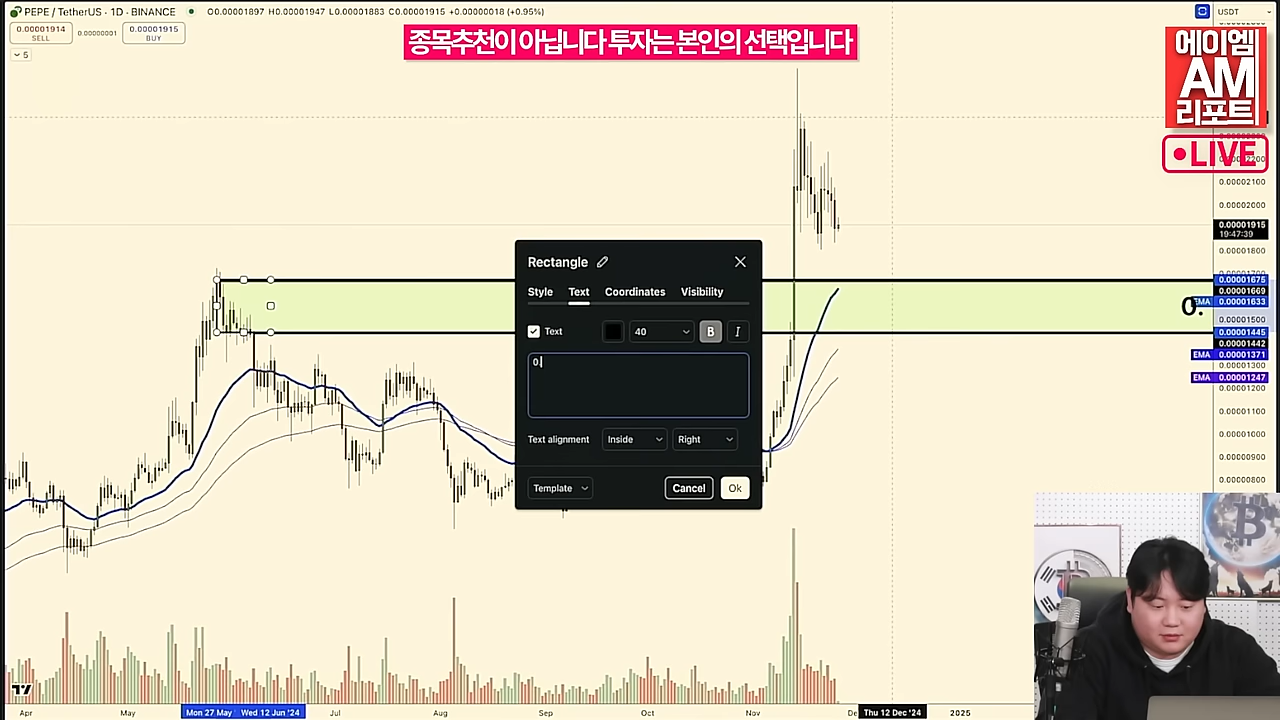 PEPE / TetherUS · 1D · BINANCE
O0.00001897 H0.00001947 L0.00001883 C0.00001915 +0.00000018 (+0.95%)
USDT
0.00001914
SELL
0.00000001
0.00001915
BUY
5
종목추천이 아닙니다 투자는 본인의 선택입니다
에이엠
AM
리포트
LIVE
0.00002100
0.00002000
0.00001915
19:47:39
0.00001800
0.00001675
0.00001669
EMA 0.00001633
0.
0.00001500
0.00001445
0.00001442
EMA 0.00001371
EMA 0.00001247
0.00001200
0.00001100
0.00001000
0.00000900
0.00000800
Rectangle
Style
Text
Coordinates
Visibility
Text
40
B
I
0.
Text alignment
Inside
Right
Template
Cancel
Ok
Apr
May
Mon 27 May
Wed 12 Jun '24
Jul
Aug
Sep
Oct
Nov
Thu 12 Dec '24
2025